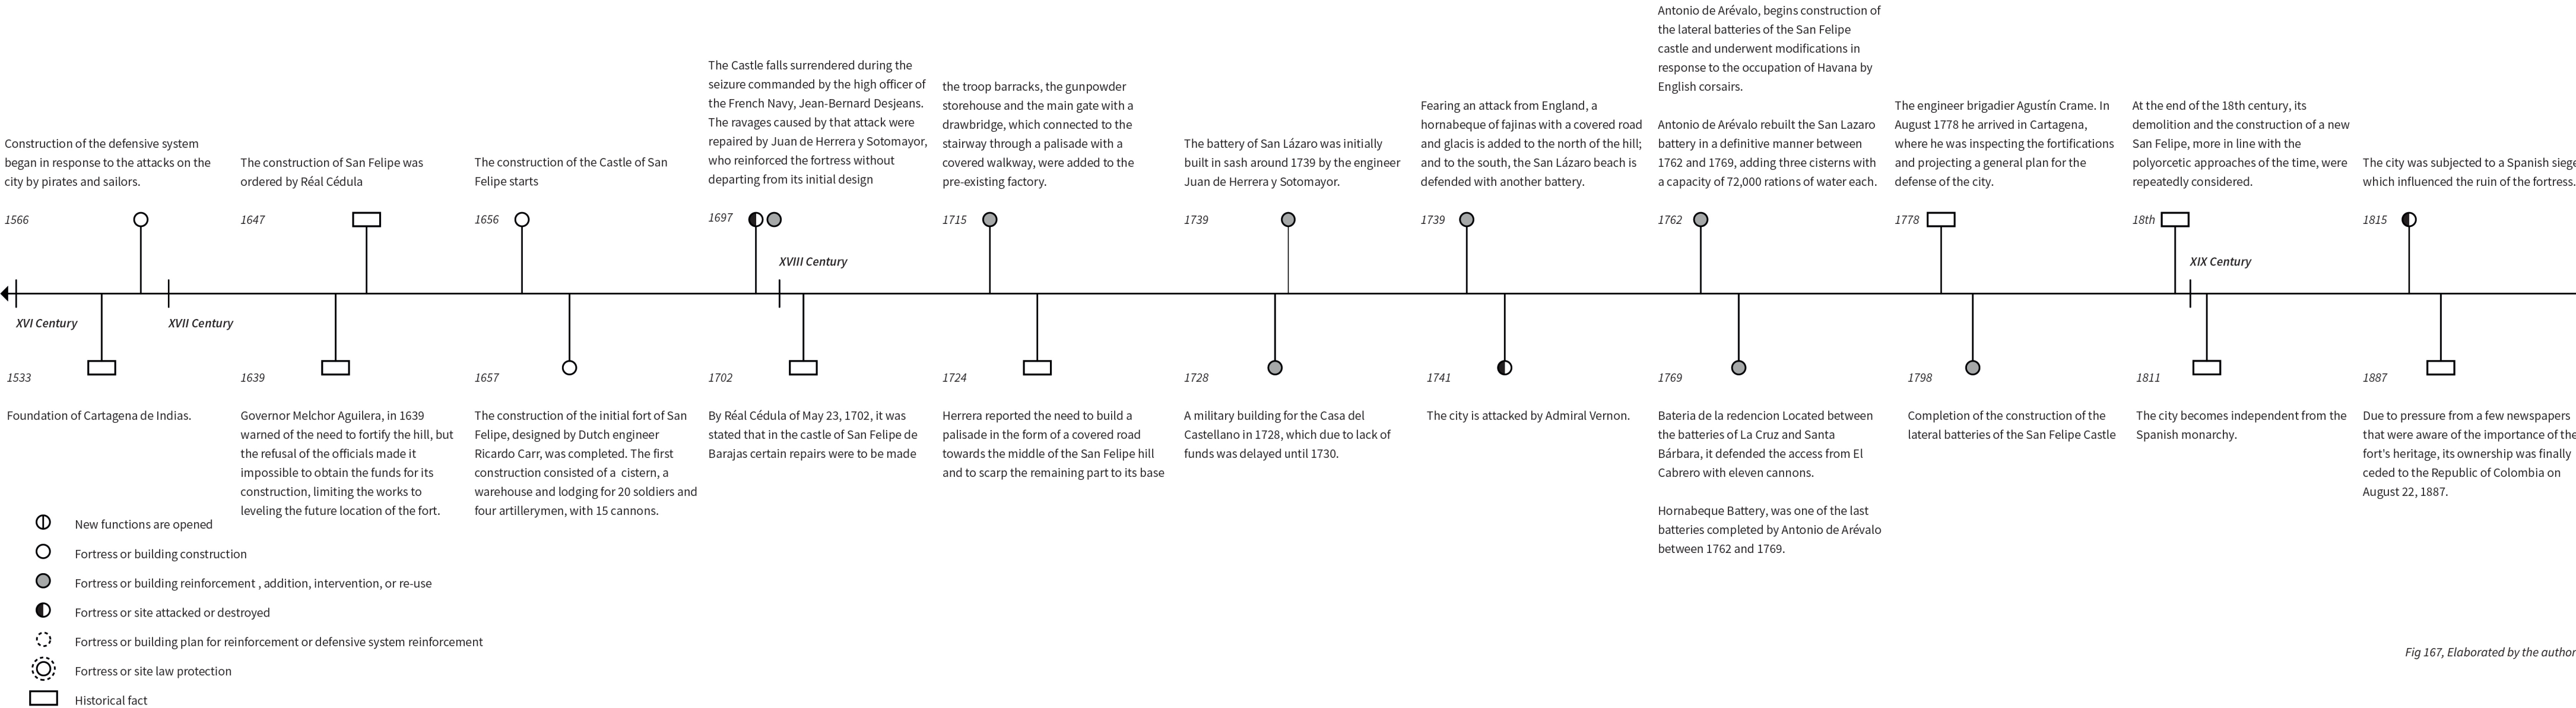 Construction of the defensive system
began in response to the attacks on the
city by pirates and sailors.
1566
The construction of San Felipe was
ordered by Réal Cédula
1647
The construction of the Castle of San
Felipe starts
1656
The Castle falls surrendered during the
seizure commanded by the high officer of
the French Navy, Jean-Bernard Desjeans.
The ravages caused by that attack were
repaired by Juan de Herrera y Sotomayor,
who reinforced the fortress without
departing from its initial design
1697
the troop barracks, the gunpowder
storehouse and the main gate with a
drawbridge, which connected to the
stairway through a palisade with a
covered walkway, were added to the
pre-existing factory.
1715
The battery of San Lázaro was initially
built in sash around 1739 by the engineer
Juan de Herrera y Sotomayor.
1739
Fearing an attack from England, a
hornabeque of fajinas with a covered road
and glacis is added to the north of the hill;
and to the south, the San Lázaro beach is
defended with another battery.
1739
Antonio de Arévalo, begins construction of
the lateral batteries of the San Felipe
castle and underwent modifications in
response to the occupation of Havana by
English corsairs.
Antonio de Arévalo rebuilt the San Lazaro
battery in a definitive manner between
1762 and 1769, adding three cisterns with
a capacity of 72,000 rations of water each.
1762
The engineer brigadier Agustín Crame. In
August 1778 he arrived in Cartagena,
where he was inspecting the fortifications
and projecting a general plan for the
defense of the city.
1778
At the end of the 18th century, its
demolition and the construction of a new
San Felipe, more in line with the
polyorcetic approaches of the time, were
repeatedly considered.
18th
The city was subjected to a Spanish siege
which influenced the ruin of the fortress.
1815
XVI Century
XVII Century
XVIII Century
XIX Century
1533
Foundation of Cartagena de Indias.
1639
Governor Melchor Aguilera, in 1639
warned of the need to fortify the hill, but
the refusal of the officials made it
impossible to obtain the funds for its
construction, limiting the works to
leveling the future location of the fort.
1657
The construction of the initial fort of San
Felipe, designed by Dutch engineer
Ricardo Carr, was completed. The first
construction consisted of a cistern, a
warehouse and lodging for 20 soldiers and
four artillerymen, with 15 cannons.
1702
By Réal Cédula of May 23, 1702, it was
stated that in the castle of San Felipe de
Barajas certain repairs were to be made
1724
Herrera reported the need to build a
palisade in the form of a covered road
towards the middle of the San Felipe hill
and to scarp the remaining part to its base
1728
A military building for the Casa del
Castellano in 1728, which due to lack of
funds was delayed until 1730.
1741
The city is attacked by Admiral Vernon.
1769
Bateria de la redencion Located between
the batteries of La Cruz and Santa
Bárbara, it defended the access from El
Cabrero with eleven cannons.
Hornabeque Battery, was one of the last
batteries completed by Antonio de Arévalo
between 1762 and 1769.
1798
Completion of the construction of the
lateral batteries of the San Felipe Castle
1811
The city becomes independent from the
Spanish monarchy.
1887
Due to pressure from a few newspapers
that were aware of the importance of the
fort's heritage, its ownership was finally
ceded to the Republic of Colombia on
August 22, 1887.
New functions are opened
Fortress or building construction
Fortress or building reinforcement , addition, intervention, or re-use
Fortress or site attacked or destroyed
Fortress or building plan for reinforcement or defensive system reinforcement
Fortress or site law protection
Historical fact
Fig 167, Elaborated by the author